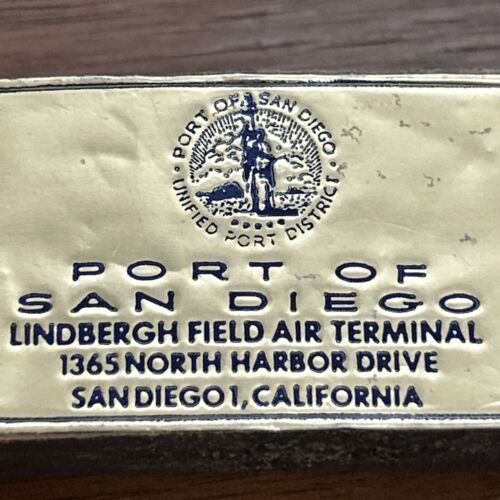 PORT OF SAN DIEGO
UNIFIED PORT DISTRICT
PORT OF
SAN DIEGO
LINDBERGH FIELD AIR TERMINAL
1365 NORTH HARBOR DRIVE
SAN DIEGO 1, CALIFORNIA